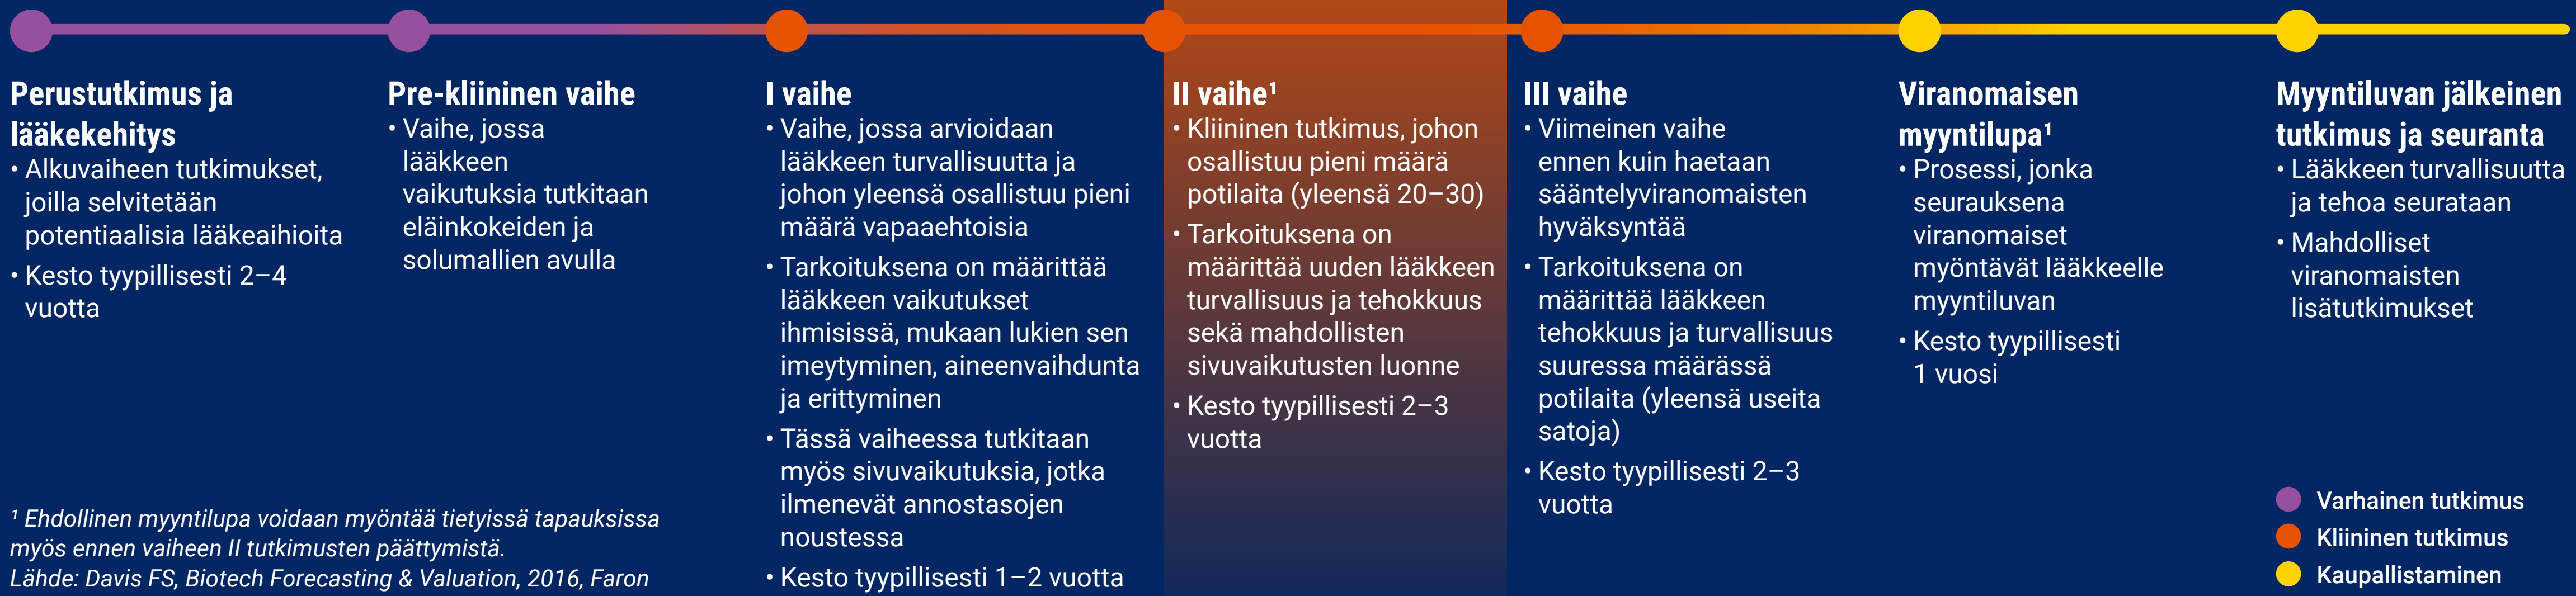 Perustutkimus ja
lääkekehitys
• Alkuvaiheen tutkimukset,
joilla selvitetään
potentiaalisia lääkeaihioita
• Kesto tyypillisesti 2–4
vuotta
Pre-kliininen vaihe
• Vaihe, jossa
lääkkeen
vaikutuksia tutkitaan
eläinkokeiden ja
solumallien avulla
I vaihe
• Vaihe, jossa arvioidaan
lääkkeen turvallisuutta ja
johon yleensä osallistuu pieni
määrä vapaaehtoisia
• Tarkoituksena on määrittää
lääkkeen vaikutukset
ihmisissä, mukaan lukien sen
imeytyminen, aineenvaihdunta
ja erittyminen
• Tässä vaiheessa tutkitaan
myös sivuvaikutuksia, jotka
ilmenevät annostasojen
noustessa
• Kesto tyypillisesti 1–2 vuotta
II vaihe¹
• Kliininen tutkimus, johon
osallistuu pieni määrä
potilaita (yleensä 20–30)
• Tarkoituksena on
määrittää uuden lääkkeen
turvallisuus ja tehokkuus
sekä mahdollisten
sivuvaikutusten luonne
• Kesto tyypillisesti 2–3
vuotta
III vaihe
• Viimeinen vaihe
ennen kuin haetaan
sääntelyviranomaisten
hyväksyntää
• Tarkoituksena on
määrittää lääkkeen
tehokkuus ja turvallisuus
suuressa määrässä
potilaita (yleensä useita
satoja)
• Kesto tyypillisesti 2–3
vuotta
Viranomaisen
myyntilupa¹
• Prosessi, jonka
seurauksena
viranomaiset
myöntävät lääkkeelle
myyntiluvan
• Kesto tyypillisesti
1 vuosi
Myyntiluvan jälkeinen
tutkimus ja seuranta
• Lääkkeen turvallisuutta
ja tehoa seurataan
• Mahdolliset
viranomaisten
lisätutkimukset
¹ Ehdollinen myyntilupa voidaan myöntää tietyissä tapauksissa
myös ennen vaiheen II tutkimusten päättymistä.
Lähde: Davis FS, Biotech Forecasting & Valuation, 2016, Faron
Varhainen tutkimus
Kliininen tutkimus
Kaupallistaminen